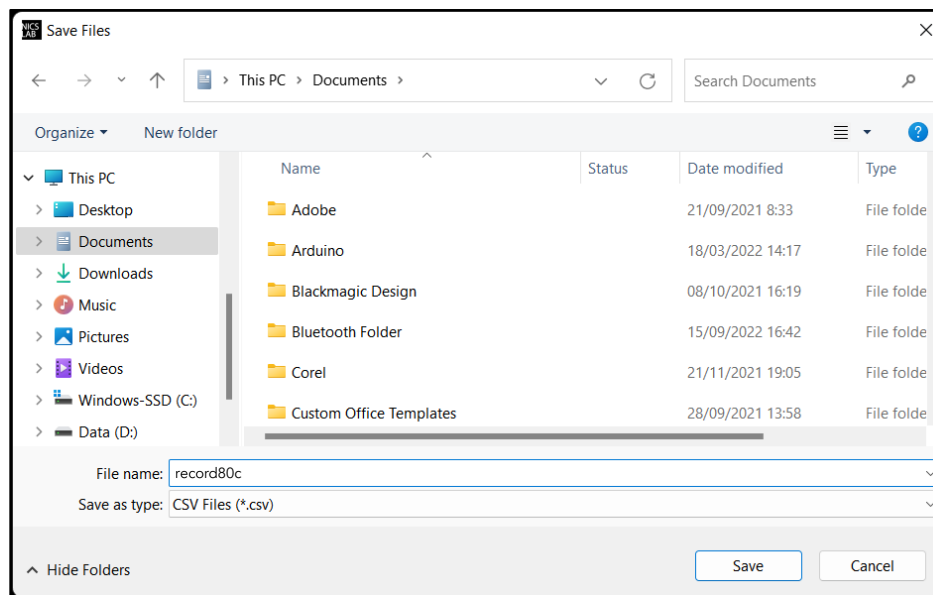 NICS LAB Save Files
This PC > Documents >
Search Documents
Organize New folder
Name Status Date modified Type
This PC
Desktop
Documents
Downloads
Music
Pictures
Videos
Windows-SSD (C:)
Data (D:)
Adobe 21/09/2021 8:33 File folde
Arduino 18/03/2022 14:17 File folde
Blackmagic Design 08/10/2021 16:19 File folde
Bluetooth Folder 15/09/2022 16:42 File folde
Corel 21/11/2021 19:05 File folde
Custom Office Templates 28/09/2021 13:58 File folde
File name: record80c
Save as type: CSV Files (*.csv)
Hide Folders
Save Cancel